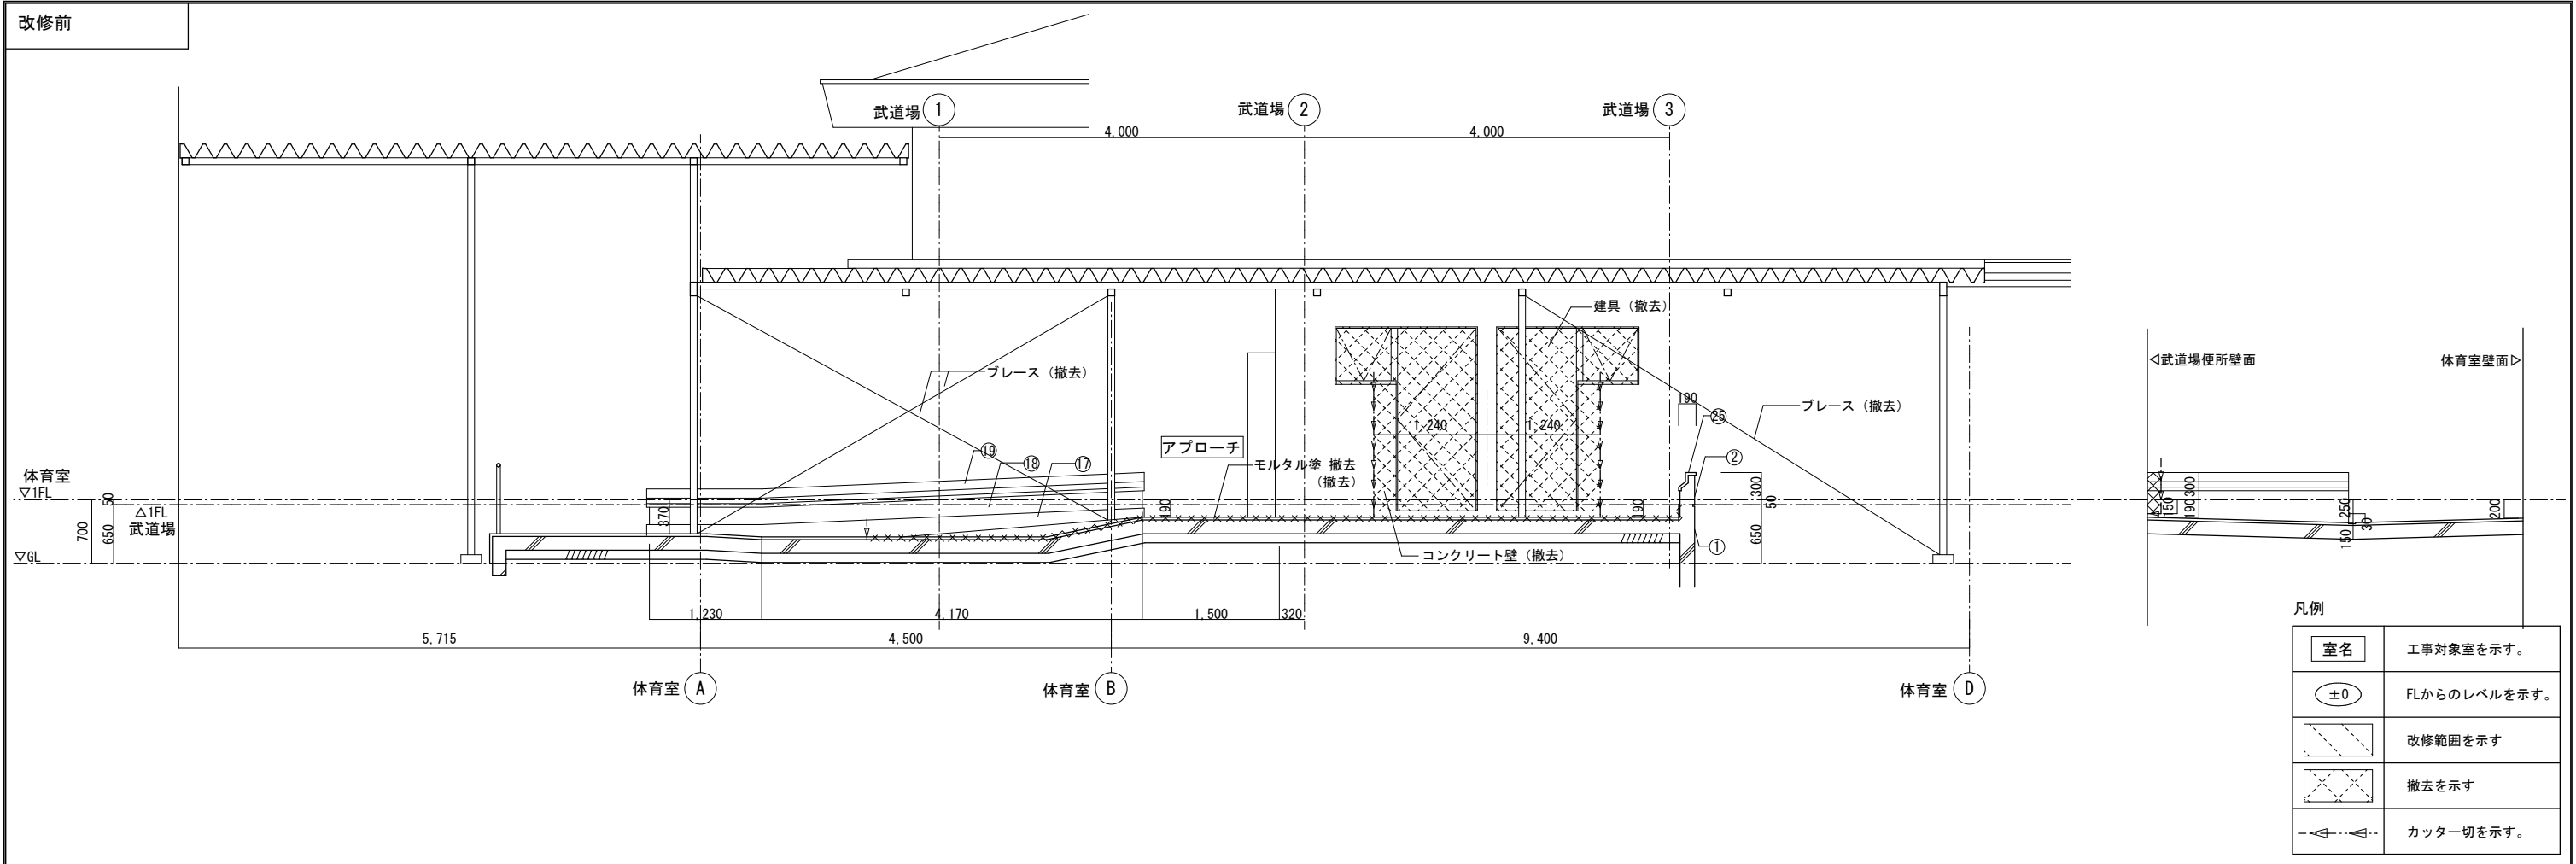 改修前
武道場 1
武道場 2
武道場 3
4,000
4,000
建具（撤去）
ブレース（撤去）
ブレース（撤去）
◁武道場便所壁面
体育室壁面▷
190
㉕
1,240
1,240
アプローチ
モルタル塗 撤去
（撤去）
⑲
⑱
⑰
②
①
体育室
▽1FL
△1FL
武道場
▽GL
700
50
650
370
190
190
300
50
650
コンクリート壁（撤去）
150
190
300
250
30
150
200
1,230
4,170
1,500
320
5,715
4,500
9,400
体育室 A
体育室 B
体育室 D
凡例
室名 工事対象室を示す。
±0 FLからのレベルを示す。
改修範囲を示す
撤去を示す
カッター切を示す。